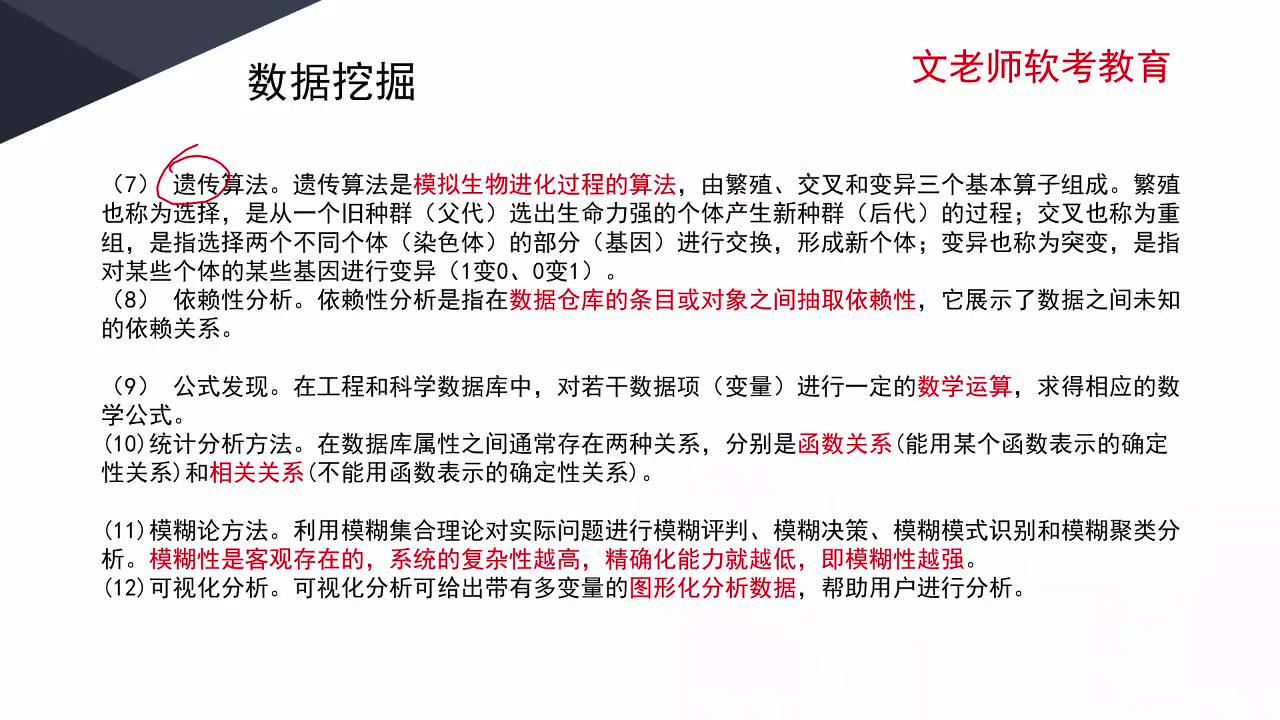 数据挖掘
文老师软考教育
（7） 遗传算法。遗传算法是模拟生物进化过程的算法，由繁殖、交叉和变异三个基本算子组成。繁殖
也称为选择，是从一个旧种群（父代）选出生命力强的个体产生新种群（后代）的过程；交叉也称为重
组，是指选择两个不同个体（染色体）的部分（基因）进行交换，形成新个体；变异也称为突变，是指
对某些个体的某些基因进行变异（1变0、0变1）。
（8） 依赖性分析。依赖性分析是指在数据仓库的条目或对象之间抽取依赖性，它展示了数据之间未知
的依赖关系。
（9） 公式发现。在工程和科学数据库中，对若干数据项（变量）进行一定的数学运算，求得相应的数
学公式。
(10)统计分析方法。在数据库属性之间通常存在两种关系，分别是函数关系(能用某个函数表示的确定
性关系)和相关关系(不能用函数表示的确定性关系)。
(11)模糊论方法。利用模糊集合理论对实际问题进行模糊评判、模糊决策、模糊模式识别和模糊聚类分
析。模糊性是客观存在的，系统的复杂性越高，精确化能力就越低，即模糊性越强。
(12)可视化分析。可视化分析可给出带有多变量的图形化分析数据，帮助用户进行分析。